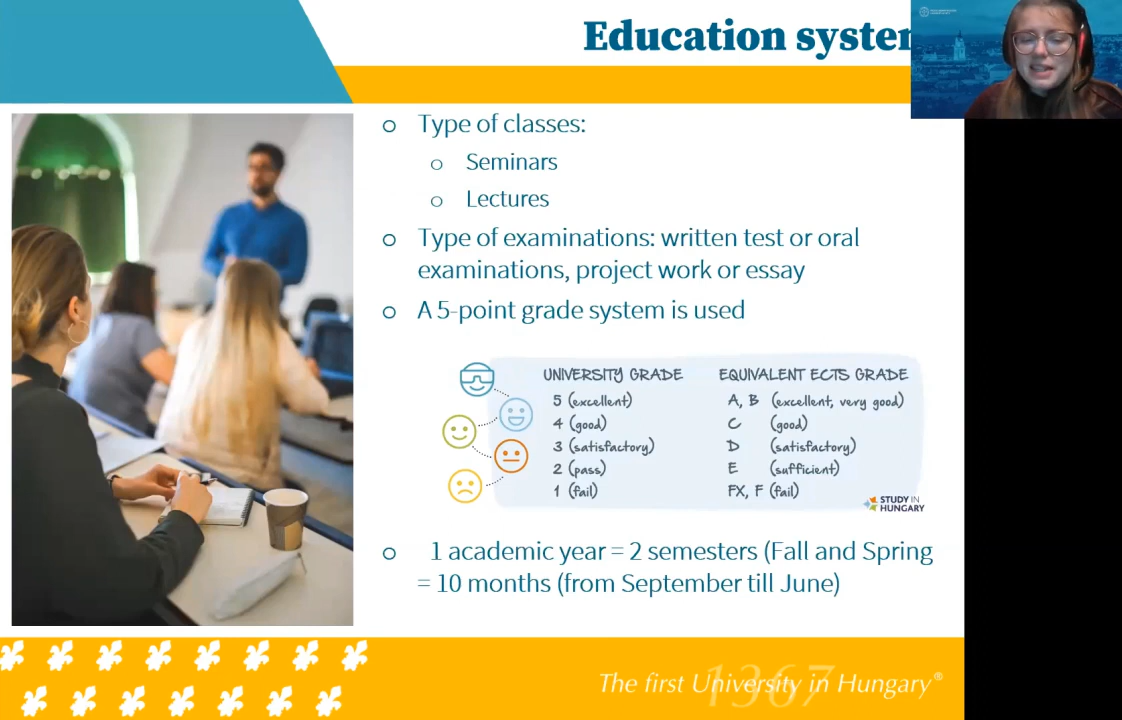 Education system
o Type of classes:
o Seminars
o Lectures
o Type of examinations: written test or oral
examinations, project work or essay
o A 5-point grade system is used
UNIVERSITY GRADE EQUIVALENT ECTS GRADE
5 (excellent) A, B (excellent, very good)
4 (good) C (good)
3 (satisfactory) D (satisfactory)
2 (pass) E (sufficient)
1 (fail) FX, F (fail)
STUDY IN
HUNGARY
o 1 academic year = 2 semesters (Fall and Spring
= 10 months (from September till June)
1367
The first University in Hungary®